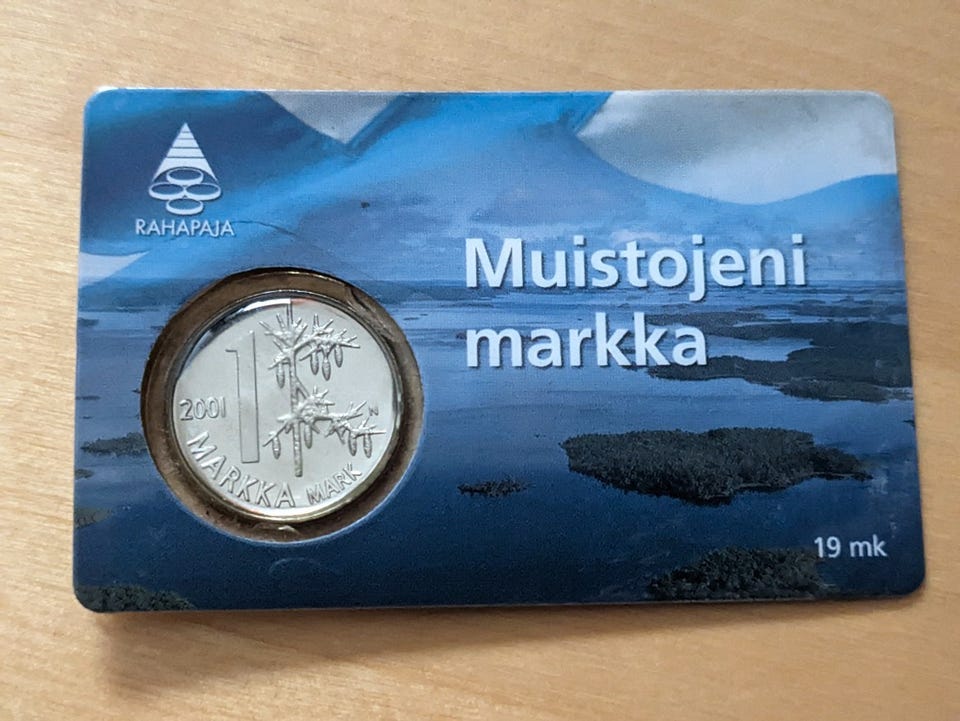 RAHAPAJA
Muistojeni
markka
1
2001
N
MARKKA MARK
19 mk